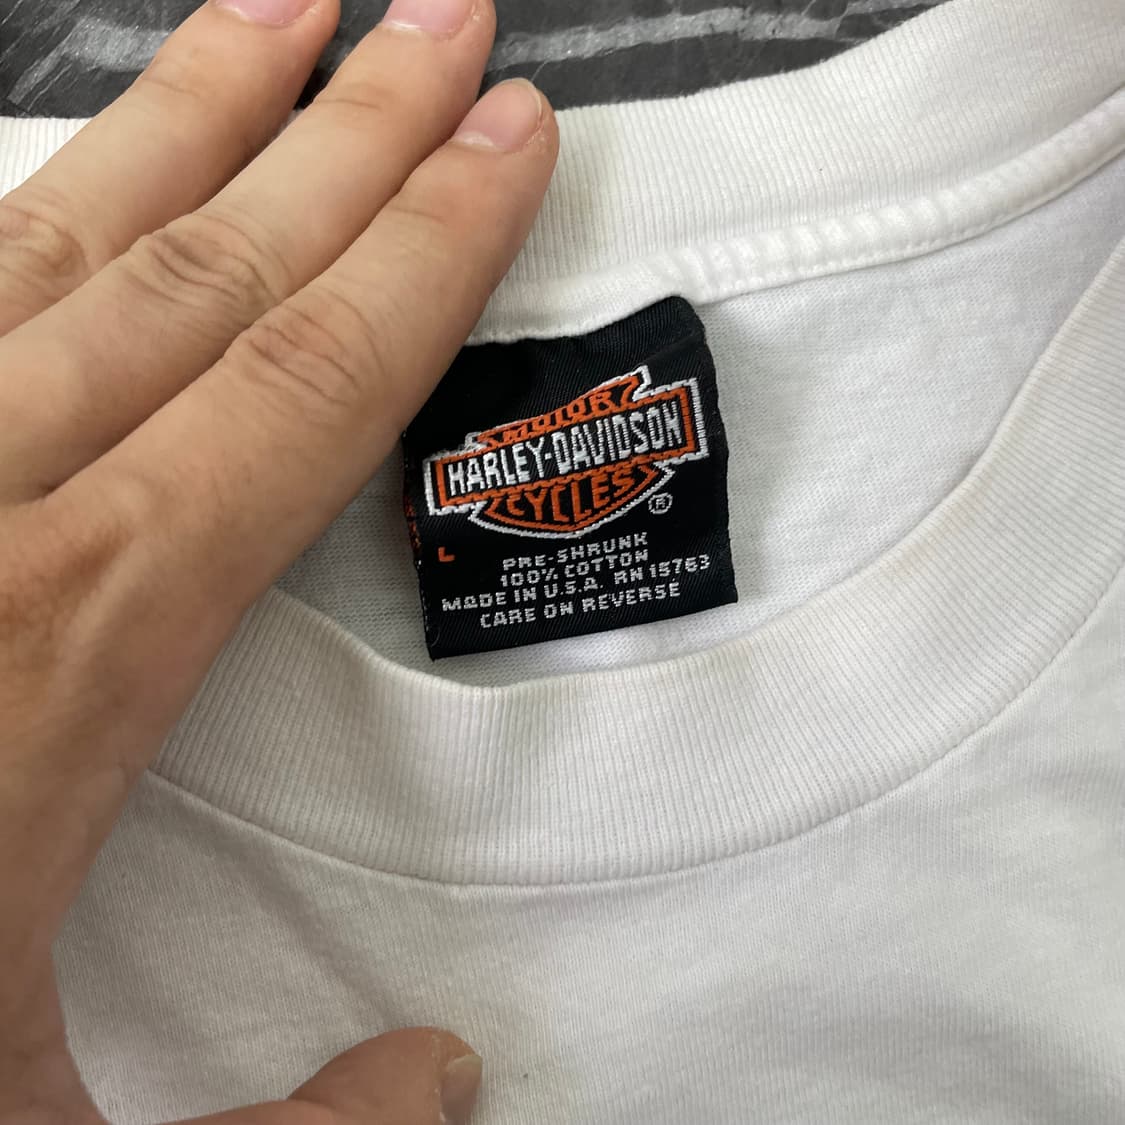 MOTOR
HARLEY-DAVIDSON
CYCLES
®
L
PRE-SHRUNK
100% COTTON
MADE IN U.S.A. RN 15763
CARE ON REVERSE